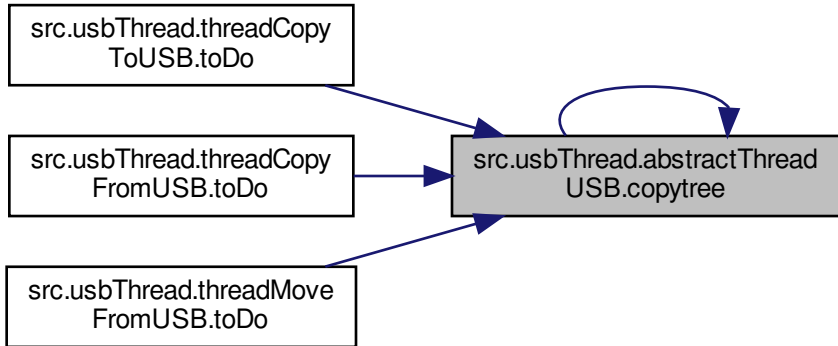 src.usbThread.threadCopy
ToUSB.toDo
src.usbThread.threadCopy
FromUSB.toDo
src.usbThread.abstractThread
USB.copytree
src.usbThread.threadMove
FromUSB.toDo